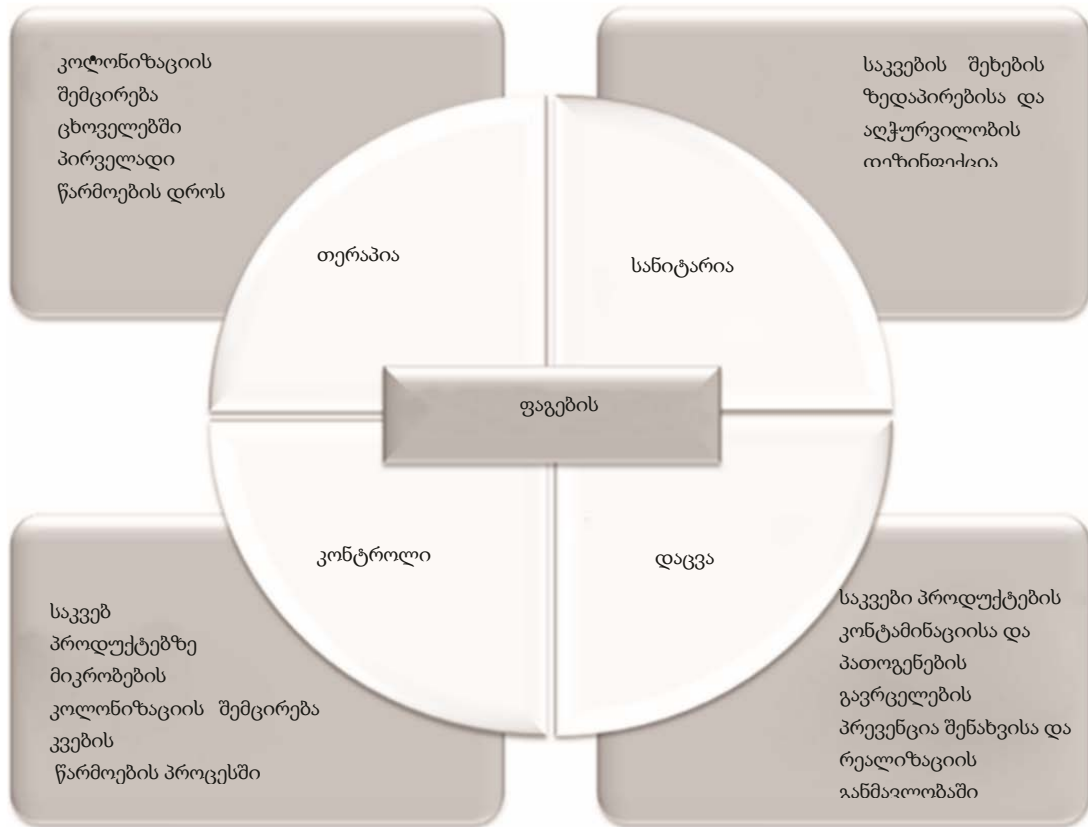 კოლონიზაციის
შემცირება
ცხოველებში
პირველადი
წარმოების დროს
საკვების შეხების
ზედაპირებისა და
აღჭურვილობის
დეზინფექცია
თერაპია
სანიტარია
ფაგების
კონტროლი
დაცვა
საკვებ
პროდუქტებზე
მიკრობების
კოლონიზაციის შემცირება
კვების
წარმოების პროცესში
საკვები პროდუქტების
კონტამინაციისა და
პათოგენების
გავრცელების
პრევენცია შენახვისა და
რეალიზაციის
განმავლობაში